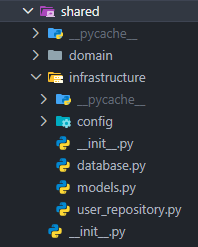 shared
__pycache__
domain
infrastructure
__pycache__
config
__init__.py
database.py
models.py
user_repository.py
__init__.py